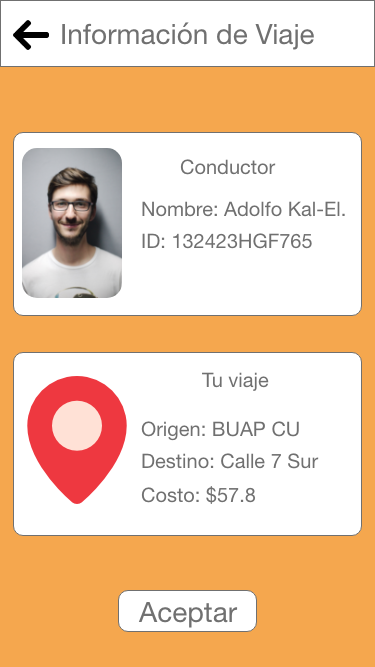 Información de Viaje
Conductor
Nombre: Adolfo Kal-El.
ID: 132423HGF765
Tu viaje
Origen: BUAP CU
Destino: Calle 7 Sur
Costo: $57.8
Aceptar